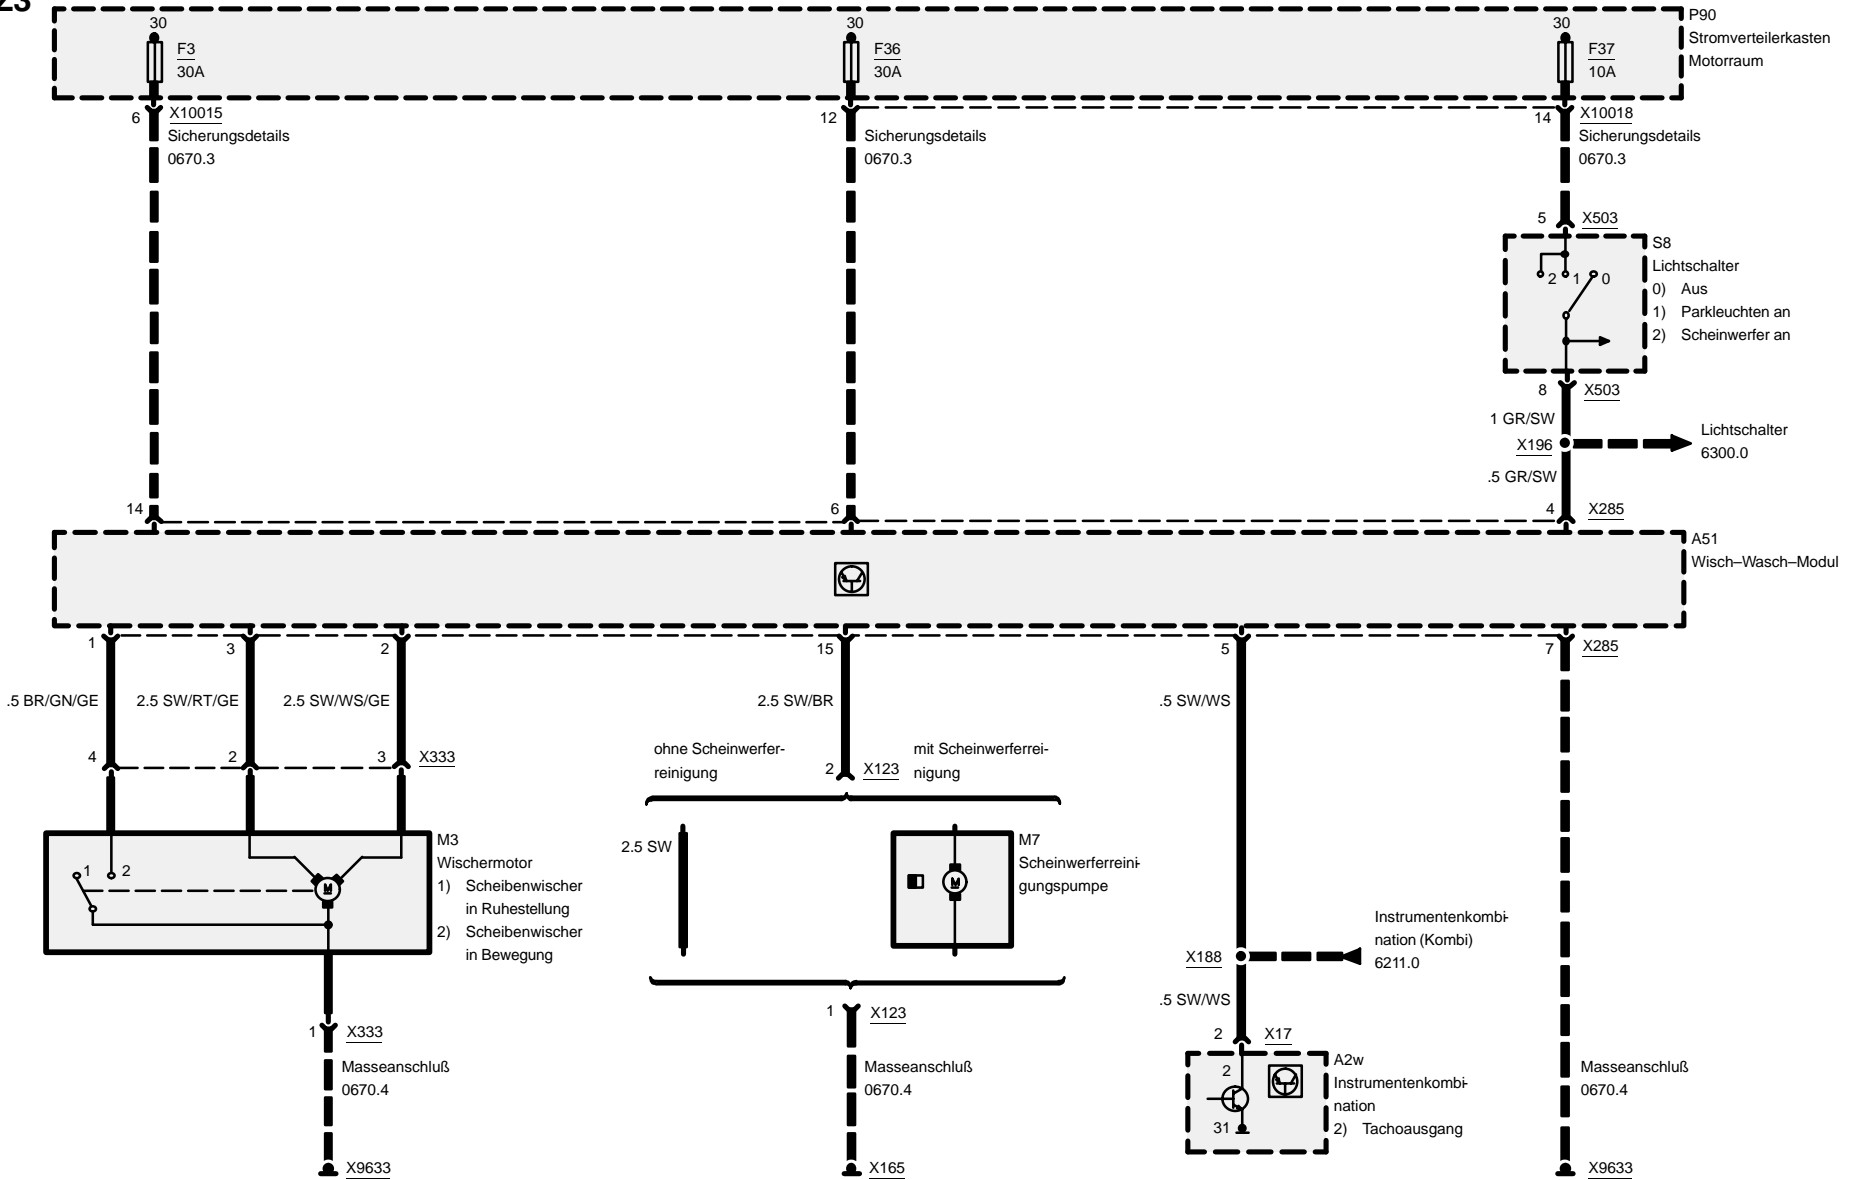 30
F3
30A
30
F36
30A
30
F37
10A
P90
Stromverteilerkasten
Motorraum
6
X10015
Sicherungsdetails
0670.3
12
Sicherungsdetails
0670.3
14
X10018
Sicherungsdetails
0670.3
5
X503
2
1
0
S8
Lichtschalter
0) Aus
1) Parkleuchten an
2) Scheinwerfer an
8
X503
1 GR/SW
X196
Lichtschalter
6300.0
.5 GR/SW
14
6
4
X285
A51
Wisch–Wasch–Modul
1
3
2
15
5
7
X285
.5 BR/GN/GE
2.5 SW/RT/GE
2.5 SW/WS/GE
2.5 SW/BR
.5 SW/WS
4
2
3
X333
ohne Scheinwerfer-
reinigung
2
X123
mit Scheinwerferrei-
nigung
1
2
M
M3
Wischermotor
1) Scheibenwischer
in Ruhestellung
2) Scheibenwischer
in Bewegung
2.5 SW
M
M7
Scheinwerferreini-
gungspumpe
X188
Instrumentenkombi-
nation (Kombi)
6211.0
.5 SW/WS
1
X333
Masseanschluß
0670.4
X9633
1
X123
Masseanschluß
0670.4
X165
2
X17
2
31
A2w
Instrumentenkombi-
nation
2) Tachoausgang
Masseanschluß
0670.4
X9633